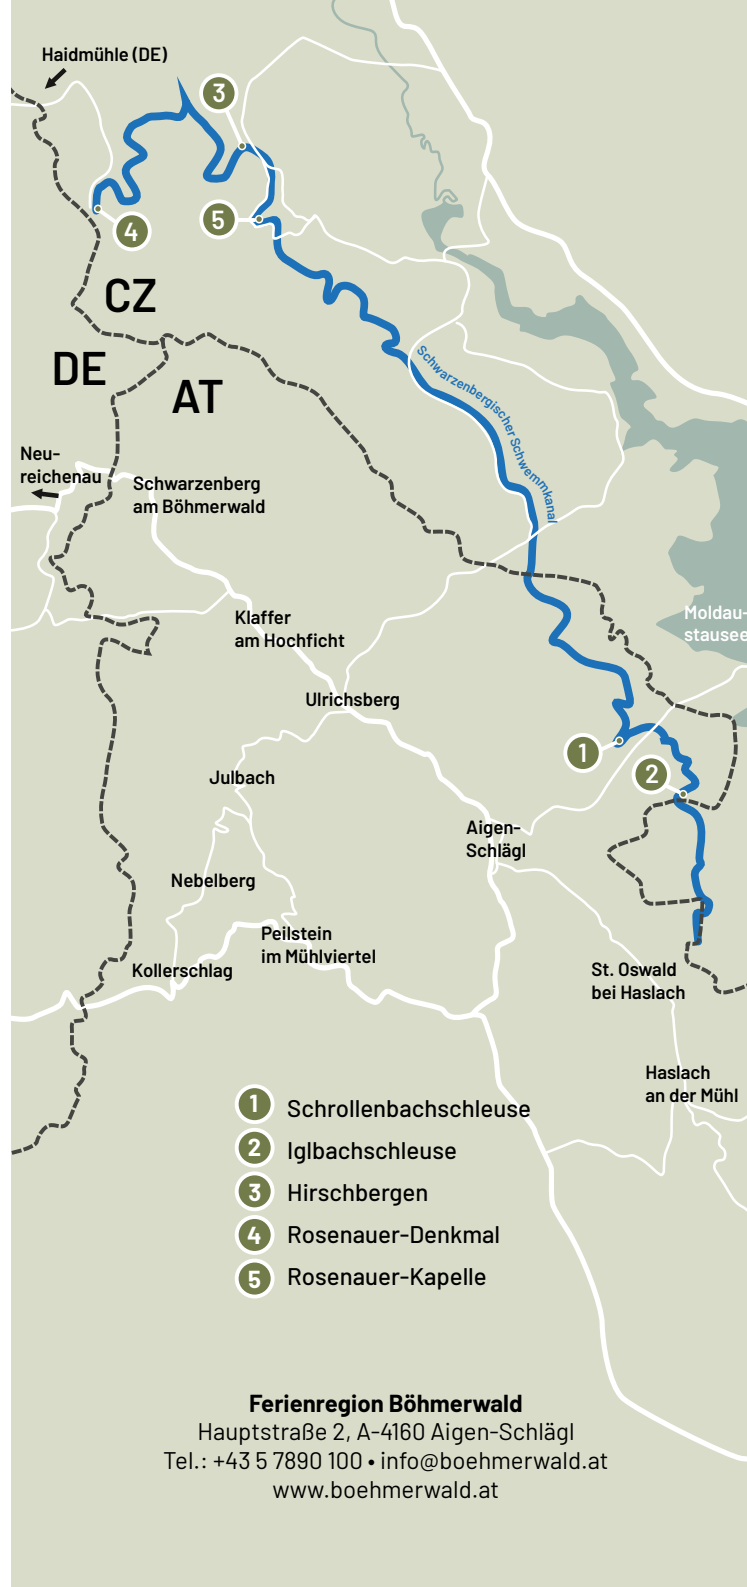 Haidmühle (DE)
3
4
5
CZ
DE
AT
Schwarzenbergischer Schwemmkanal
Neu-
reichenau
Schwarzenberg
am Böhmerwald
Moldau-
stausee
Klaffer
am Hochficht
Ulrichsberg
1
2
Julbach
Aigen-
Schlägl
Nebelberg
Peilstein
im Mühlviertel
Kollerschlag
St. Oswald
bei Haslach
Haslach
an der Mühl
1 Schrollenbachschleuse
2 Iglbachschleuse
3 Hirschbergen
4 Rosenauer-Denkmal
5 Rosenauer-Kapelle
Ferienregion Böhmerwald
Hauptstraße 2, A-4160 Aigen-Schlägl
Tel.: +43 5 7890 100 • info@boehmerwald.at
www.boehmerwald.at